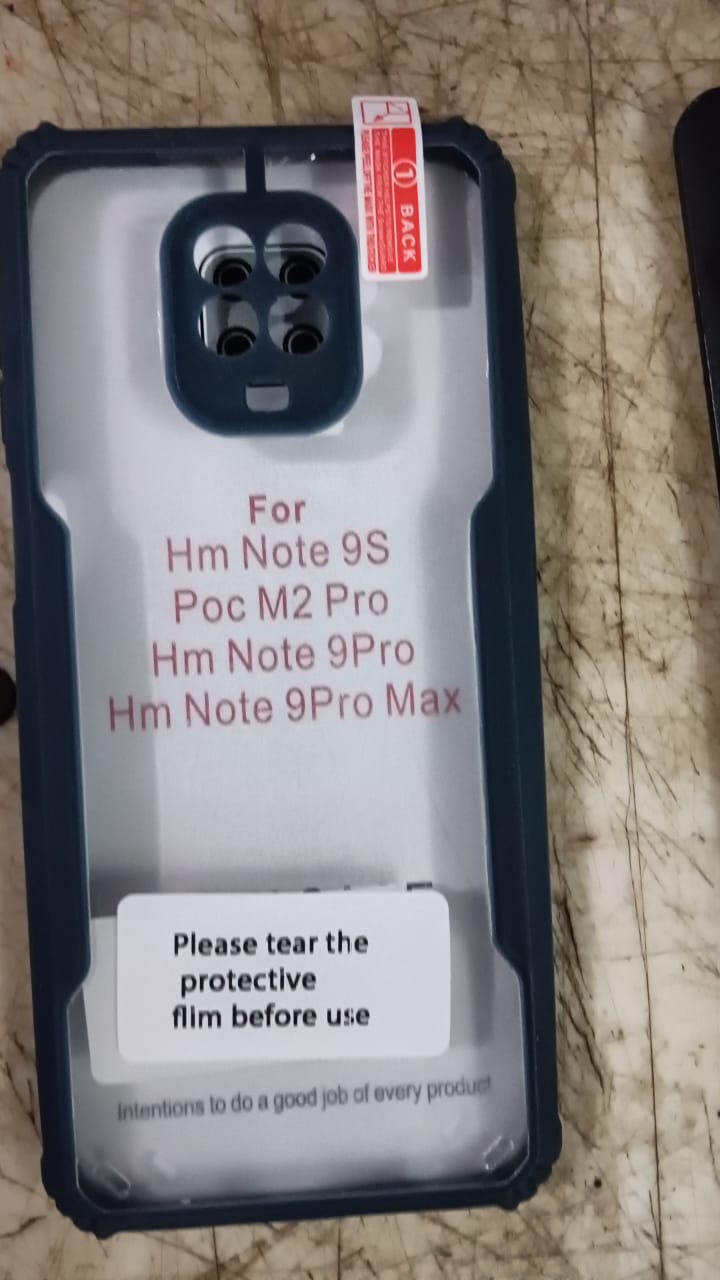 ① BACK
For
Hm Note 9S
Poc M2 Pro
Hm Note 9Pro
Hm Note 9Pro Max
Please tear the
protective
flim before use
Intentions to do a good job of every product